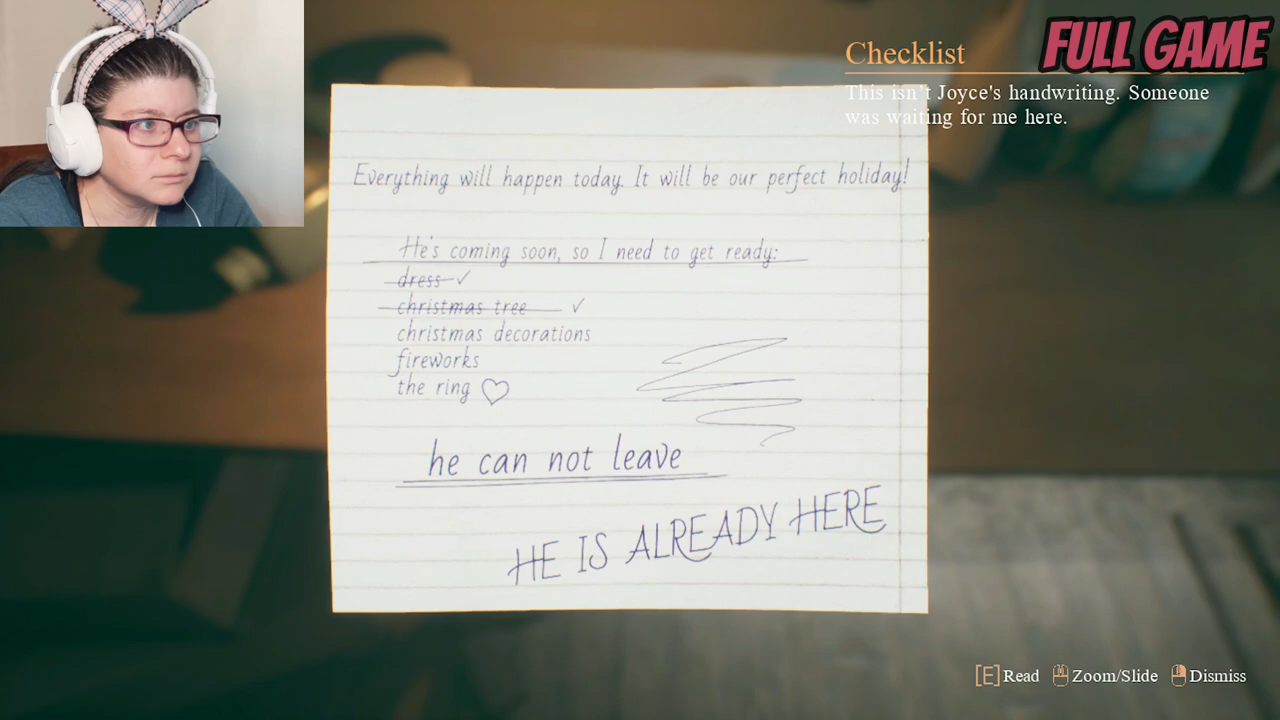 FULL GAME
Checklist
This isn't Joyce's handwriting. Someone
was waiting for me here.
Everything will happen today. It will be our perfect holiday!
He's coming soon, so I need to get ready:
dress ✓
christmas tree ✓
christmas decorations
fireworks
the ring ♡
he can not leave
HE IS ALREADY HERE
[E] Read Zoom/Slide Dismiss